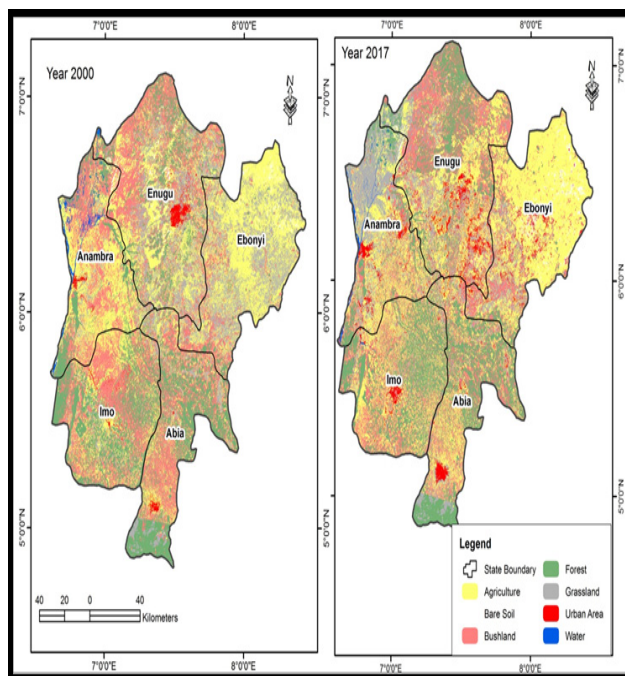 Year 2000
7°0'0"E
8°0'0"E
N
7°0'0"N
6°0'0"N
5°0'0"N
Enugu
Anambra
Ebonyi
Imo
Abia
40 20 0 40
Kilometers
7°0'0"E
8°0'0"E
Year 2017
7°0'0"E
8°0'0"E
N
7°0'0"N
6°0'0"N
5°0'0"N
Enugu
Anambra
Ebonyi
Imo
Abia
Legend
State Boundary
Agriculture
Bare Soil
Bushland
Forest
Grassland
Urban Area
Water
7°0'0"E
8°0'0"E